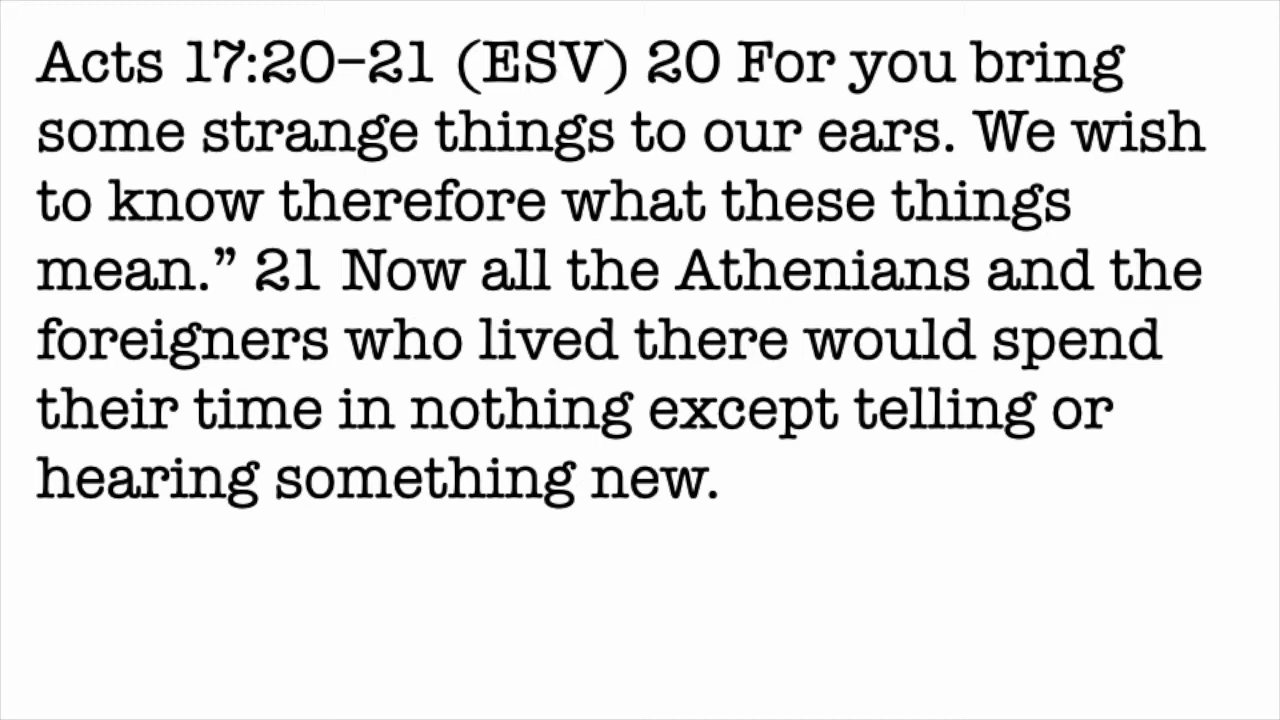 Acts 17:20–21 (ESV) 20 For you bring
some strange things to our ears. We wish
to know therefore what these things
mean.” 21 Now all the Athenians and the
foreigners who lived there would spend
their time in nothing except telling or
hearing something new.